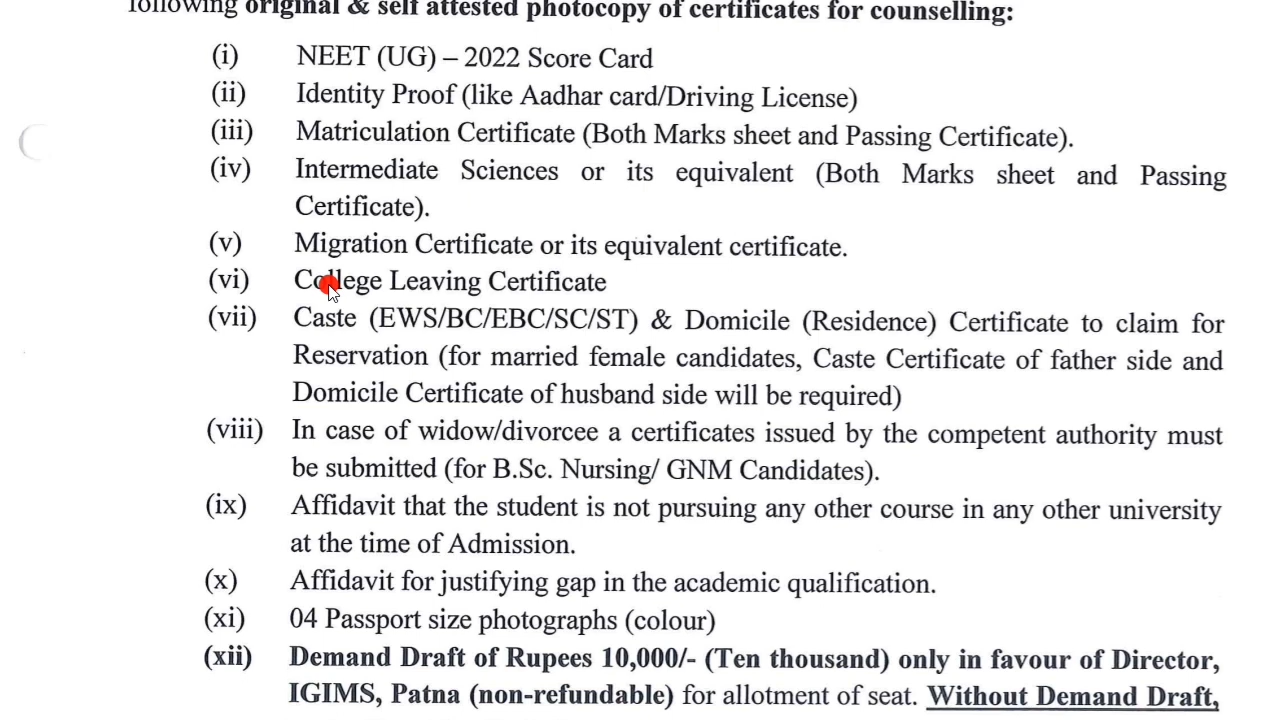 following original & self attested photocopy of certificates for counselling:
(i) NEET (UG) – 2022 Score Card
(ii) Identity Proof (like Aadhar card/Driving License)
(iii) Matriculation Certificate (Both Marks sheet and Passing Certificate).
(iv) Intermediate Sciences or its equivalent (Both Marks sheet and Passing
Certificate).
(v) Migration Certificate or its equivalent certificate.
(vi) College Leaving Certificate
(vii) Caste (EWS/BC/EBC/SC/ST) & Domicile (Residence) Certificate to claim for
Reservation (for married female candidates, Caste Certificate of father side and
Domicile Certificate of husband side will be required)
(viii) In case of widow/divorcee a certificates issued by the competent authority must
be submitted (for B.Sc. Nursing/ GNM Candidates).
(ix) Affidavit that the student is not pursuing any other course in any other university
at the time of Admission.
(x) Affidavit for justifying gap in the academic qualification.
(xi) 04 Passport size photographs (colour)
(xii) Demand Draft of Rupees 10,000/- (Ten thousand) only in favour of Director,
IGIMS, Patna (non-refundable) for allotment of seat. Without Demand Draft,